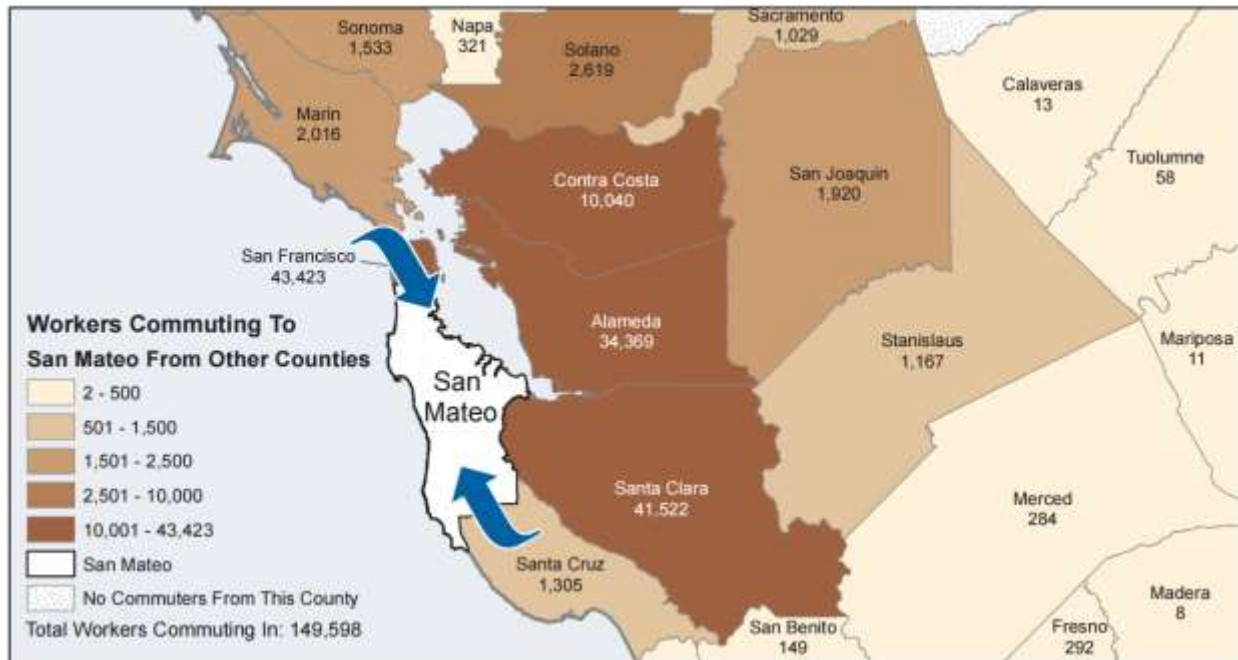 Sonoma
1,533
Napa
321
Solano
2,619
Sacramento
1,029
Calaveras
13
Tuolumne
58
Marin
2,016
Contra Costa
10,040
San Joaquin
1,920
San Francisco
43,423
Alameda
34,369
Stanislaus
1,167
Mariposa
11
San
Mateo
Santa Clara
41,522
Merced
284
Santa Cruz
1,305
San Benito
149
Fresno
292
Madera
8
Workers Commuting To
San Mateo From Other Counties
2 - 500
501 - 1,500
1,501 - 2,500
2,501 - 10,000
10,001 - 43,423
San Mateo
No Commuters From This County
Total Workers Commuting In: 149,598